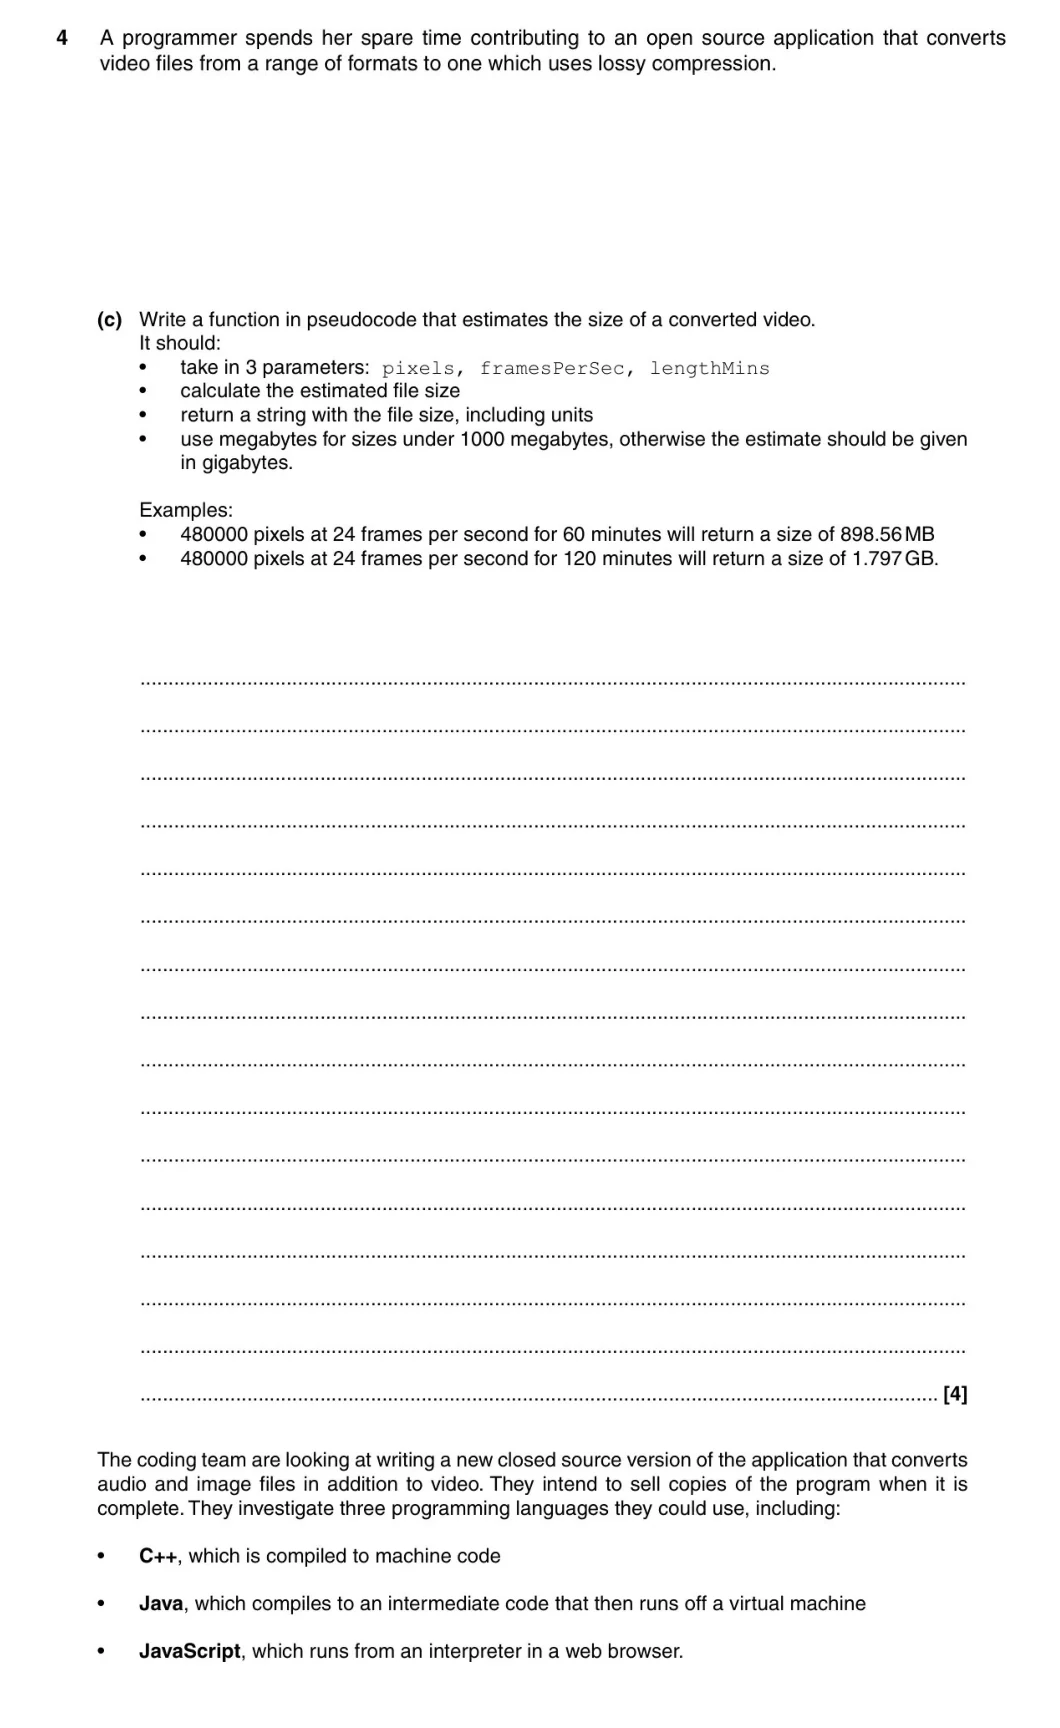 4 A programmer spends her spare time contributing to an open source application that converts
video files from a range of formats to one which uses lossy compression.
(c) Write a function in pseudocode that estimates the size of a converted video.
It should:
• take in 3 parameters: pixels, framesPerSec, lengthMins
• calculate the estimated file size
• return a string with the file size, including units
• use megabytes for sizes under 1000 megabytes, otherwise the estimate should be given
in gigabytes.
Examples:
• 480000 pixels at 24 frames per second for 60 minutes will return a size of 898.56 MB
• 480000 pixels at 24 frames per second for 120 minutes will return a size of 1.797 GB.
[4]
The coding team are looking at writing a new closed source version of the application that converts
audio and image files in addition to video. They intend to sell copies of the program when it is
complete. They investigate three programming languages they could use, including:
• C++, which is compiled to machine code
• Java, which compiles to an intermediate code that then runs off a virtual machine
• JavaScript, which runs from an interpreter in a web browser.